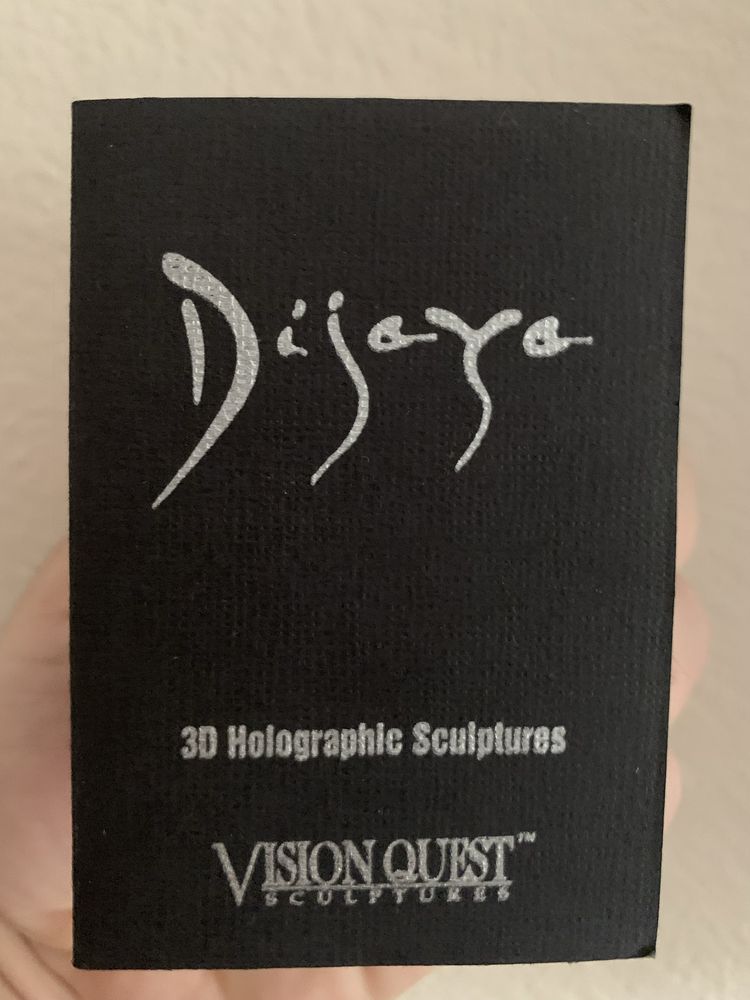 Dijaya
3D Holographic Sculptures
VISION QUEST™
SCULPTURES